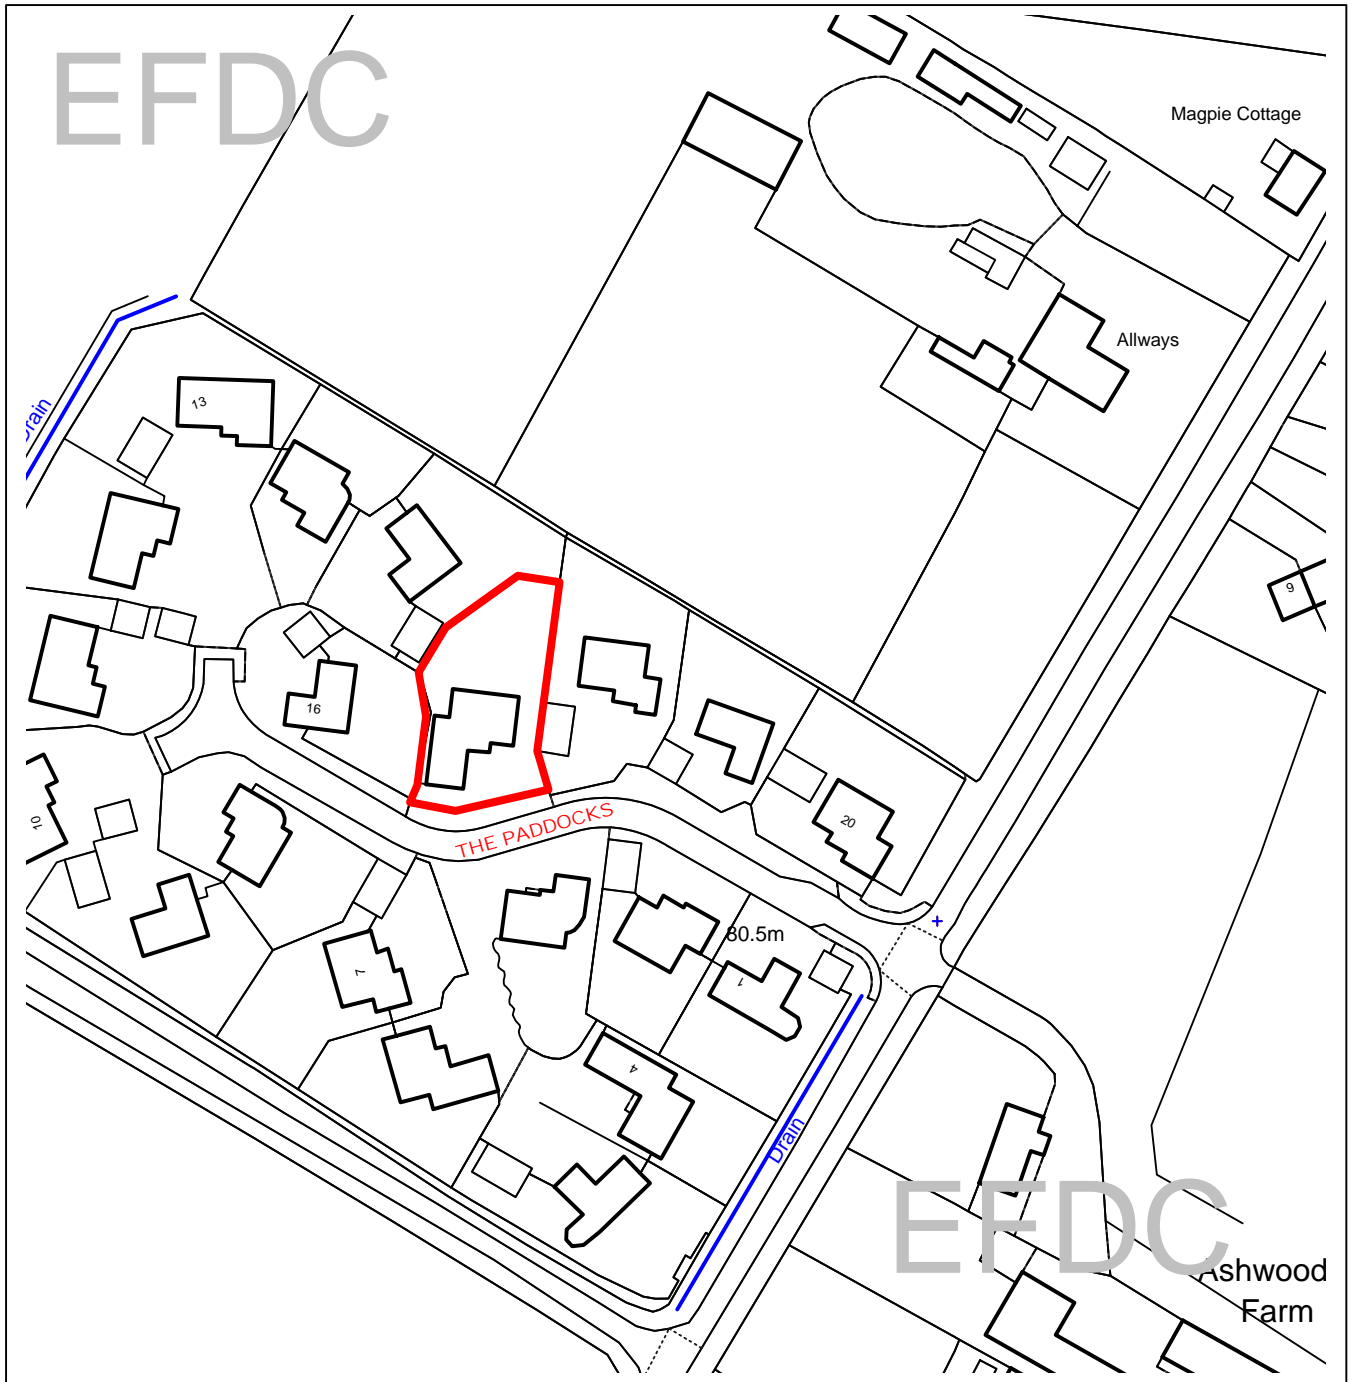 EFDC
Magpie Cottage
Allways
Drain
13
9
16
THE PADDOCKS
20
10
80.5m
7
1
4
Drain
EFDC
Ashwood
Farm